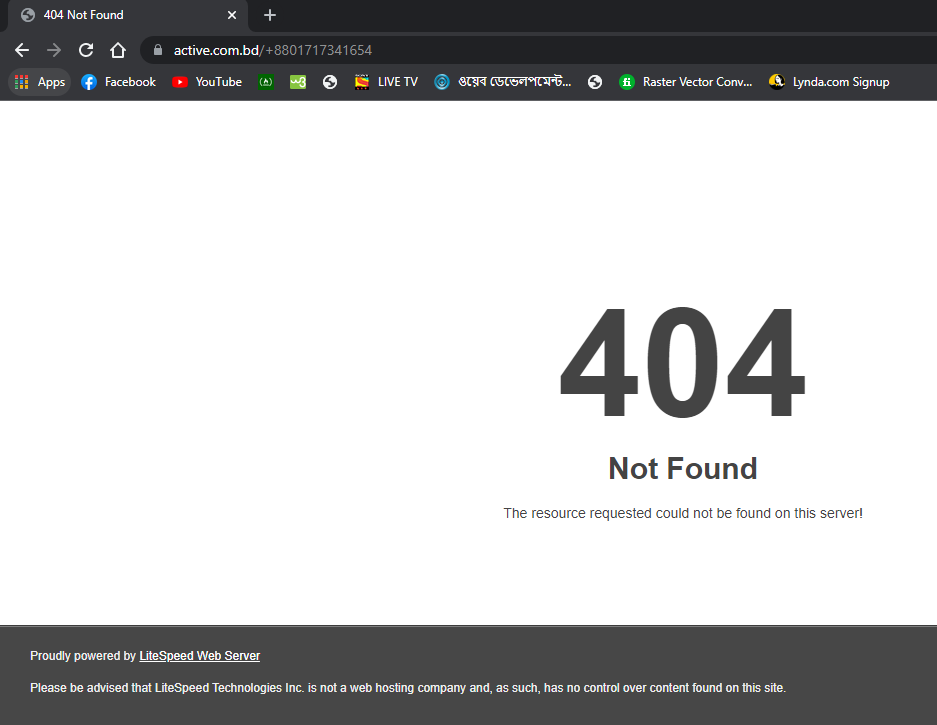 404 Not Found
active.com.bd/+8801717341654
Apps Facebook YouTube LIVE TV ওয়েব ডেভেলপমেন্ট... Raster Vector Conv... Lynda.com Signup
404
Not Found
The resource requested could not be found on this server!
Proudly powered by LiteSpeed Web Server
Please be advised that LiteSpeed Technologies Inc. is not a web hosting company and, as such, has no control over content found on this site.